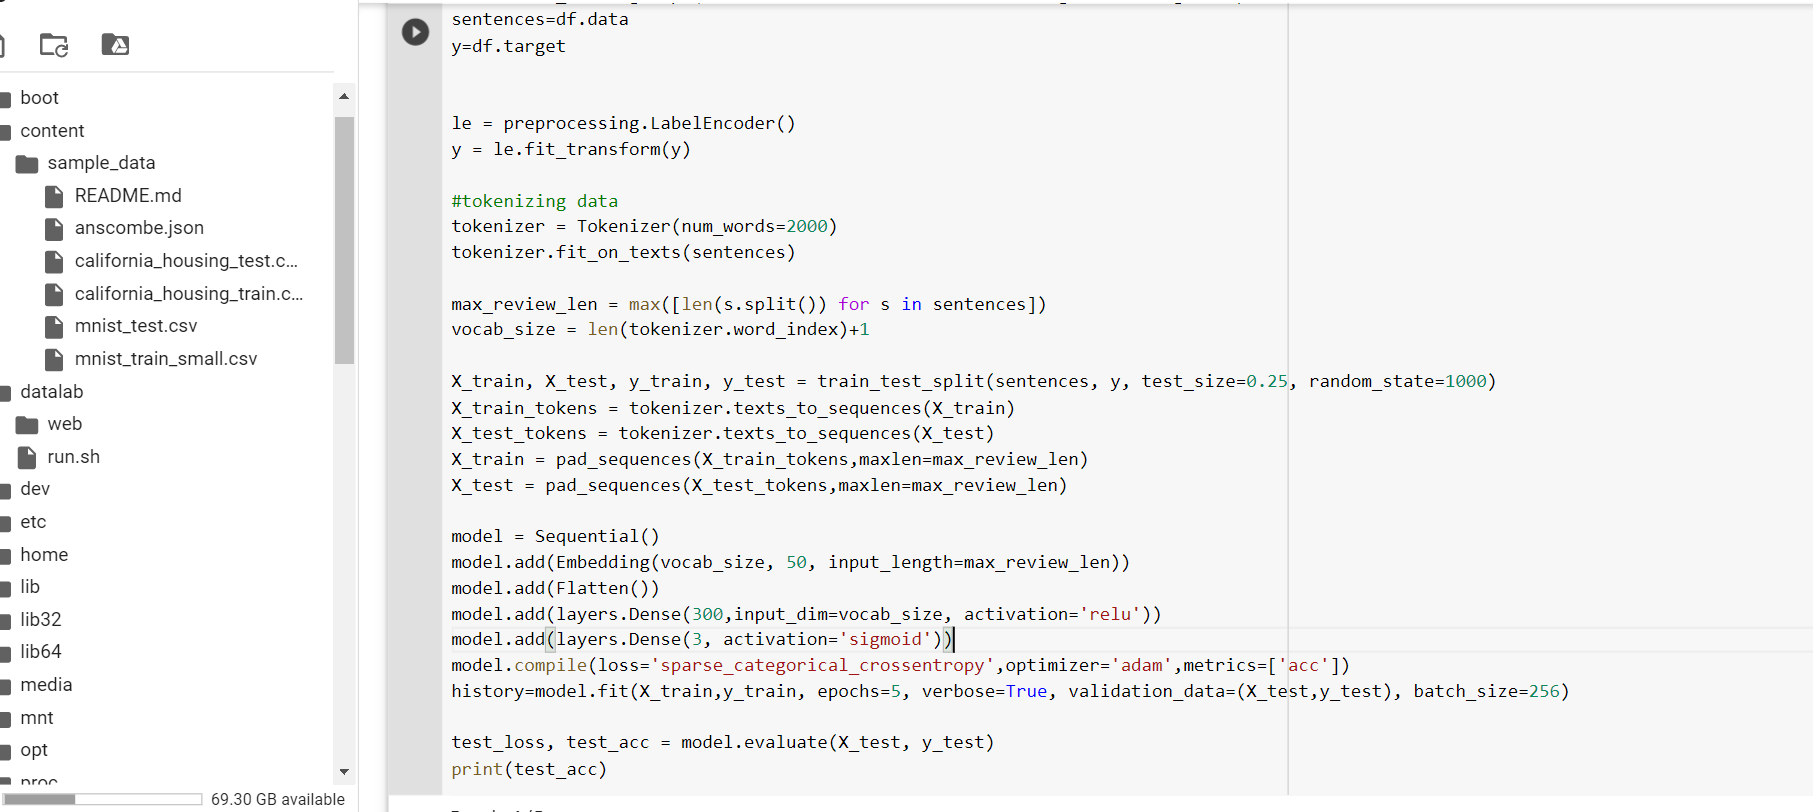 boot
content
sample_data
README.md
anscombe.json
california_housing_test.c...
california_housing_train.c...
mnist_test.csv
mnist_train_small.csv
datalab
web
run.sh
dev
etc
home
lib
lib32
lib64
media
mnt
opt
proc
69.30 GB available
sentences=df.data
y=df.target
le = preprocessing.LabelEncoder()
y = le.fit_transform(y)
#tokenizing data
tokenizer = Tokenizer(num_words=2000)
tokenizer.fit_on_texts(sentences)
max_review_len = max([len(s.split()) for s in sentences])
vocab_size = len(tokenizer.word_index)+1
X_train, X_test, y_train, y_test = train_test_split(sentences, y, test_size=0.25, random_state=1000)
X_train_tokens = tokenizer.texts_to_sequences(X_train)
X_test_tokens = tokenizer.texts_to_sequences(X_test)
X_train = pad_sequences(X_train_tokens,maxlen=max_review_len)
X_test = pad_sequences(X_test_tokens,maxlen=max_review_len)
model = Sequential()
model.add(Embedding(vocab_size, 50, input_length=max_review_len))
model.add(Flatten())
model.add(layers.Dense(300,input_dim=vocab_size, activation='relu'))
model.add(layers.Dense(3, activation='sigmoid'))
model.compile(loss='sparse_categorical_crossentropy',optimizer='adam',metrics=['acc'])
history=model.fit(X_train,y_train, epochs=5, verbose=True, validation_data=(X_test,y_test), batch_size=256)
test_loss, test_acc = model.evaluate(X_test, y_test)
print(test_acc)